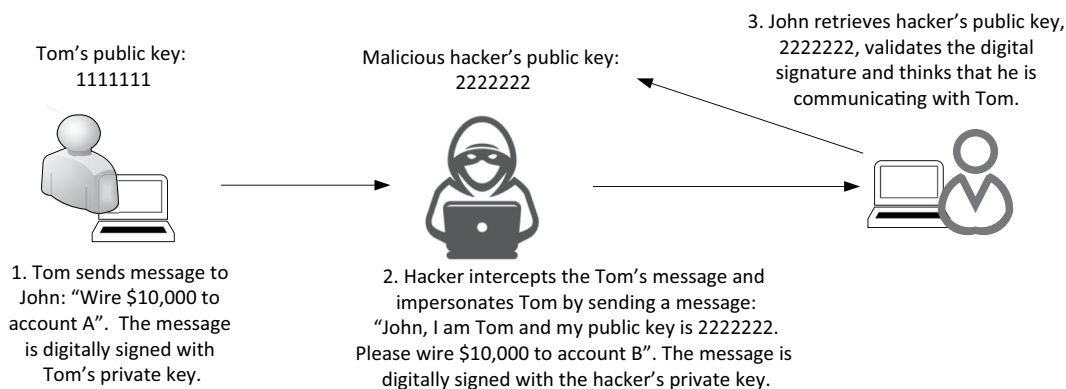 Tom's public key:
1111111
Malicious hacker's public key:
2222222
3. John retrieves hacker's public key,
2222222, validates the digital
signature and thinks that he is
communicating with Tom.
1. Tom sends message to
John: “Wire $10,000 to
account A”.  The message
is digitally signed with
Tom's private key.
2. Hacker intercepts the Tom's message and
impersonates Tom by sending a message:
“John, I am Tom and my public key is 2222222.
Please wire $10,000 to account B”. The message is
digitally signed with the hacker's private key.